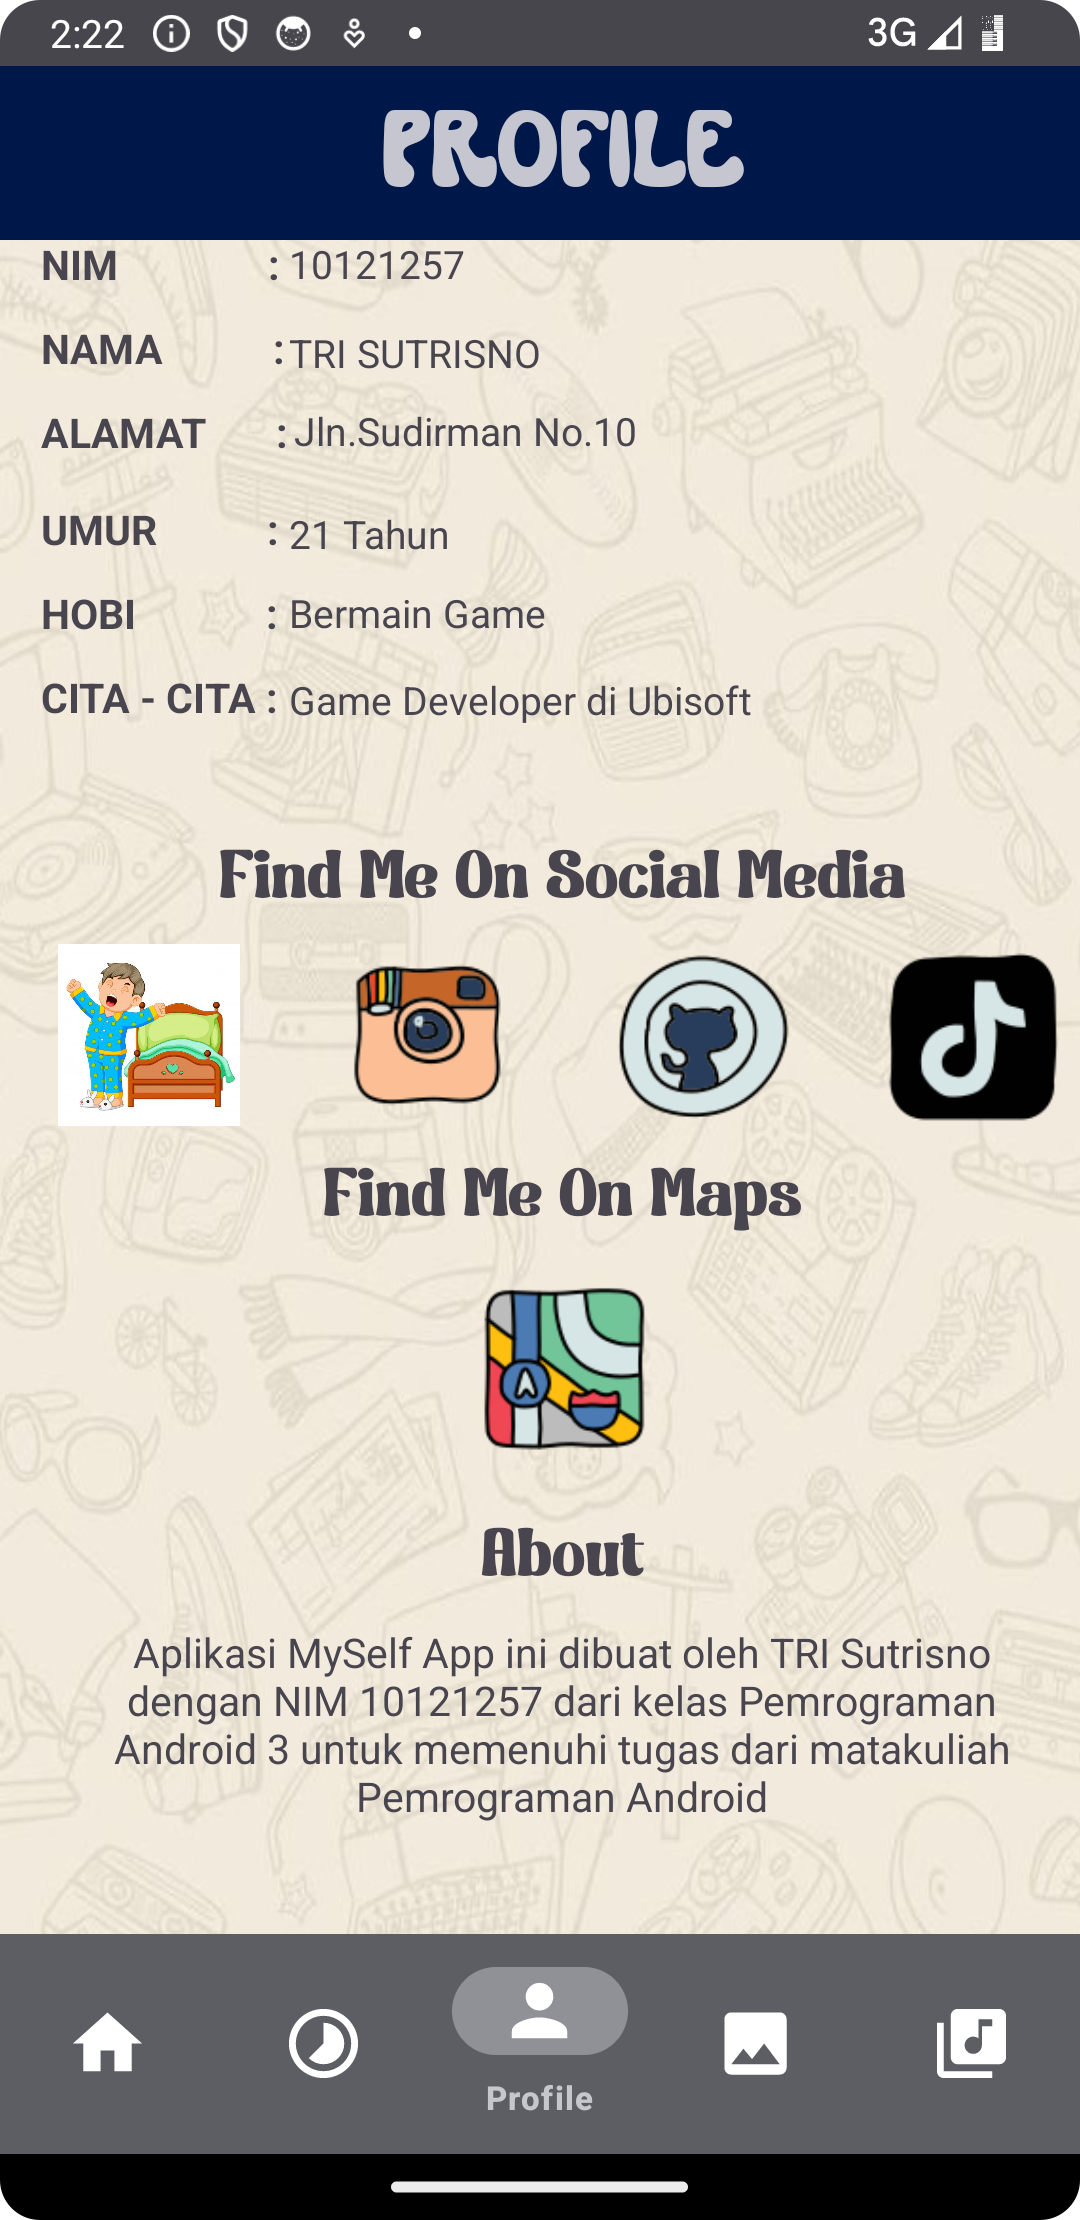 2:22
3G
PROFILE
NIM : 10121257
NAMA : TRI SUTRISNO
ALAMAT : Jln.Sudirman No.10
UMUR : 21 Tahun
HOBI : Bermain Game
CITA - CITA : Game Developer di Ubisoft
Find Me On Social Media
Find Me On Maps
About
Aplikasi MySelf App ini dibuat oleh TRI Sutrisno
dengan NIM 10121257 dari kelas Pemrograman
Android 3 untuk memenuhi tugas dari matakuliah
Pemrograman Android
Profile